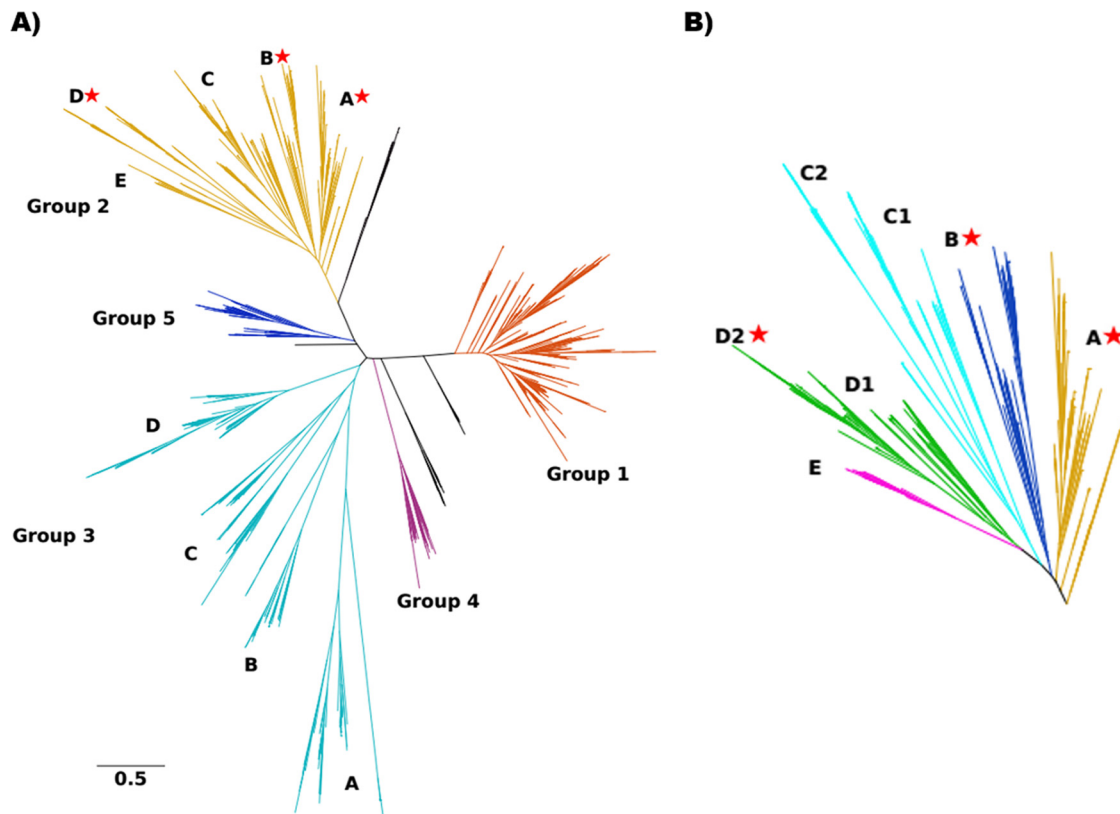 A)
B★
C
D★
A★
E
Group 2
Group 5
D
Group 1
Group 3
C
Group 4
B
A
0.5
B)
C2
C1
B★
D2★
A★
D1
E